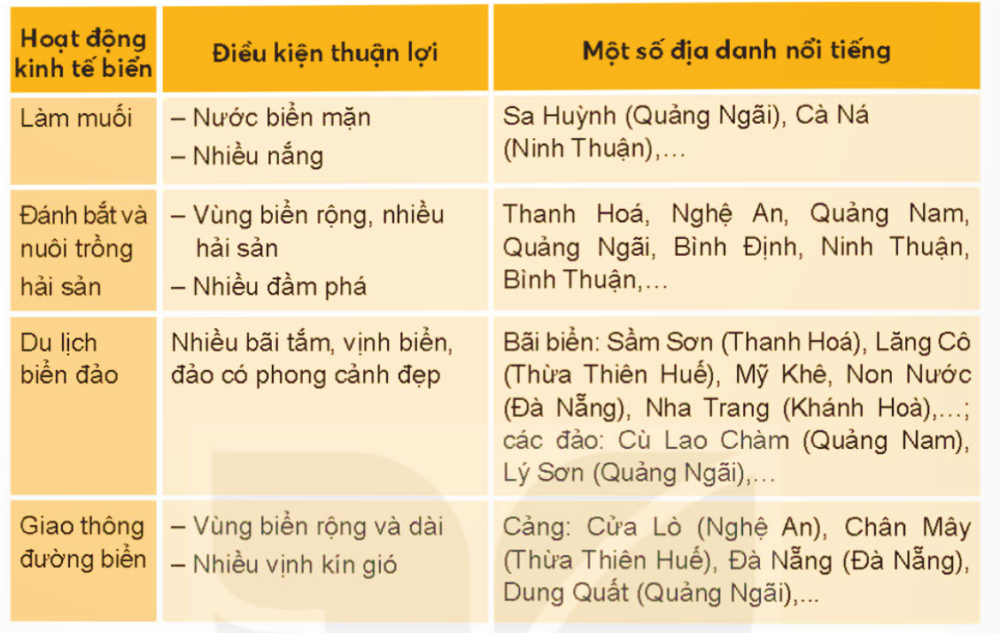 Hoạt động
kinh tế biển
Điều kiện thuận lợi
Một số địa danh nổi tiếng
Làm muối
– Nước biển mặn
– Nhiều nắng
Sa Huỳnh (Quảng Ngãi), Cà Ná
(Ninh Thuận),...
Đánh bắt và
nuôi trồng
hải sản
– Vùng biển rộng, nhiều
hải sản
– Nhiều đầm phá
Thanh Hoá, Nghệ An, Quảng Nam,
Quảng Ngãi, Bình Định, Ninh Thuận,
Bình Thuận,...
Du lịch
biển đảo
Nhiều bãi tắm, vịnh biển,
đảo có phong cảnh đẹp
Bãi biển: Sầm Sơn (Thanh Hoá), Lăng Cô
(Thừa Thiên Huế), Mỹ Khê, Non Nước
(Đà Nẵng), Nha Trang (Khánh Hoà),...;
các đảo: Cù Lao Chàm (Quảng Nam),
Lý Sơn (Quảng Ngãi),...
Giao thông
đường biển
– Vùng biển rộng và dài
– Nhiều vịnh kín gió
Cảng: Cửa Lò (Nghệ An), Chân Mây
(Thừa Thiên Huế), Đà Nẵng (Đà Nẵng),
Dung Quất (Quảng Ngãi),...